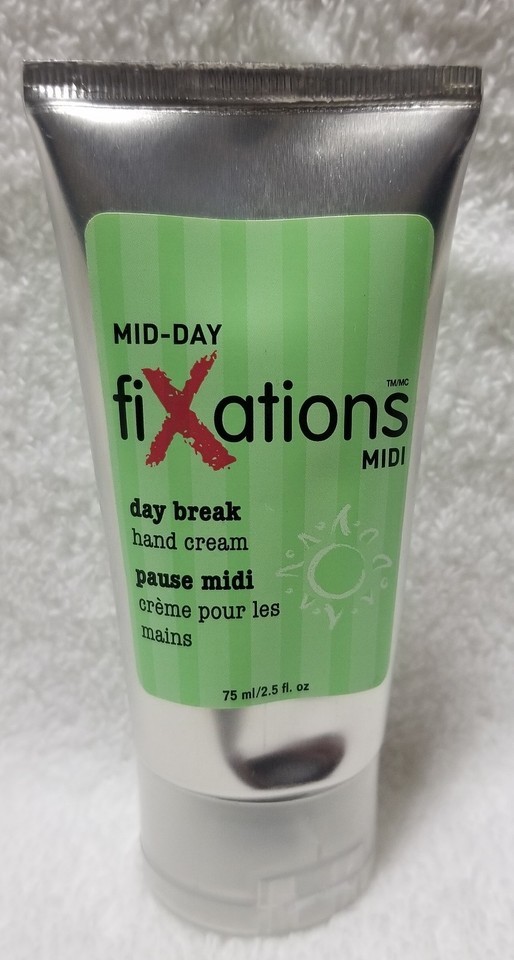 MID-DAY
fiXations TM/MC
MIDI
day break
hand cream
pause midi
crème pour les
mains
75 ml/2.5 fl. oz